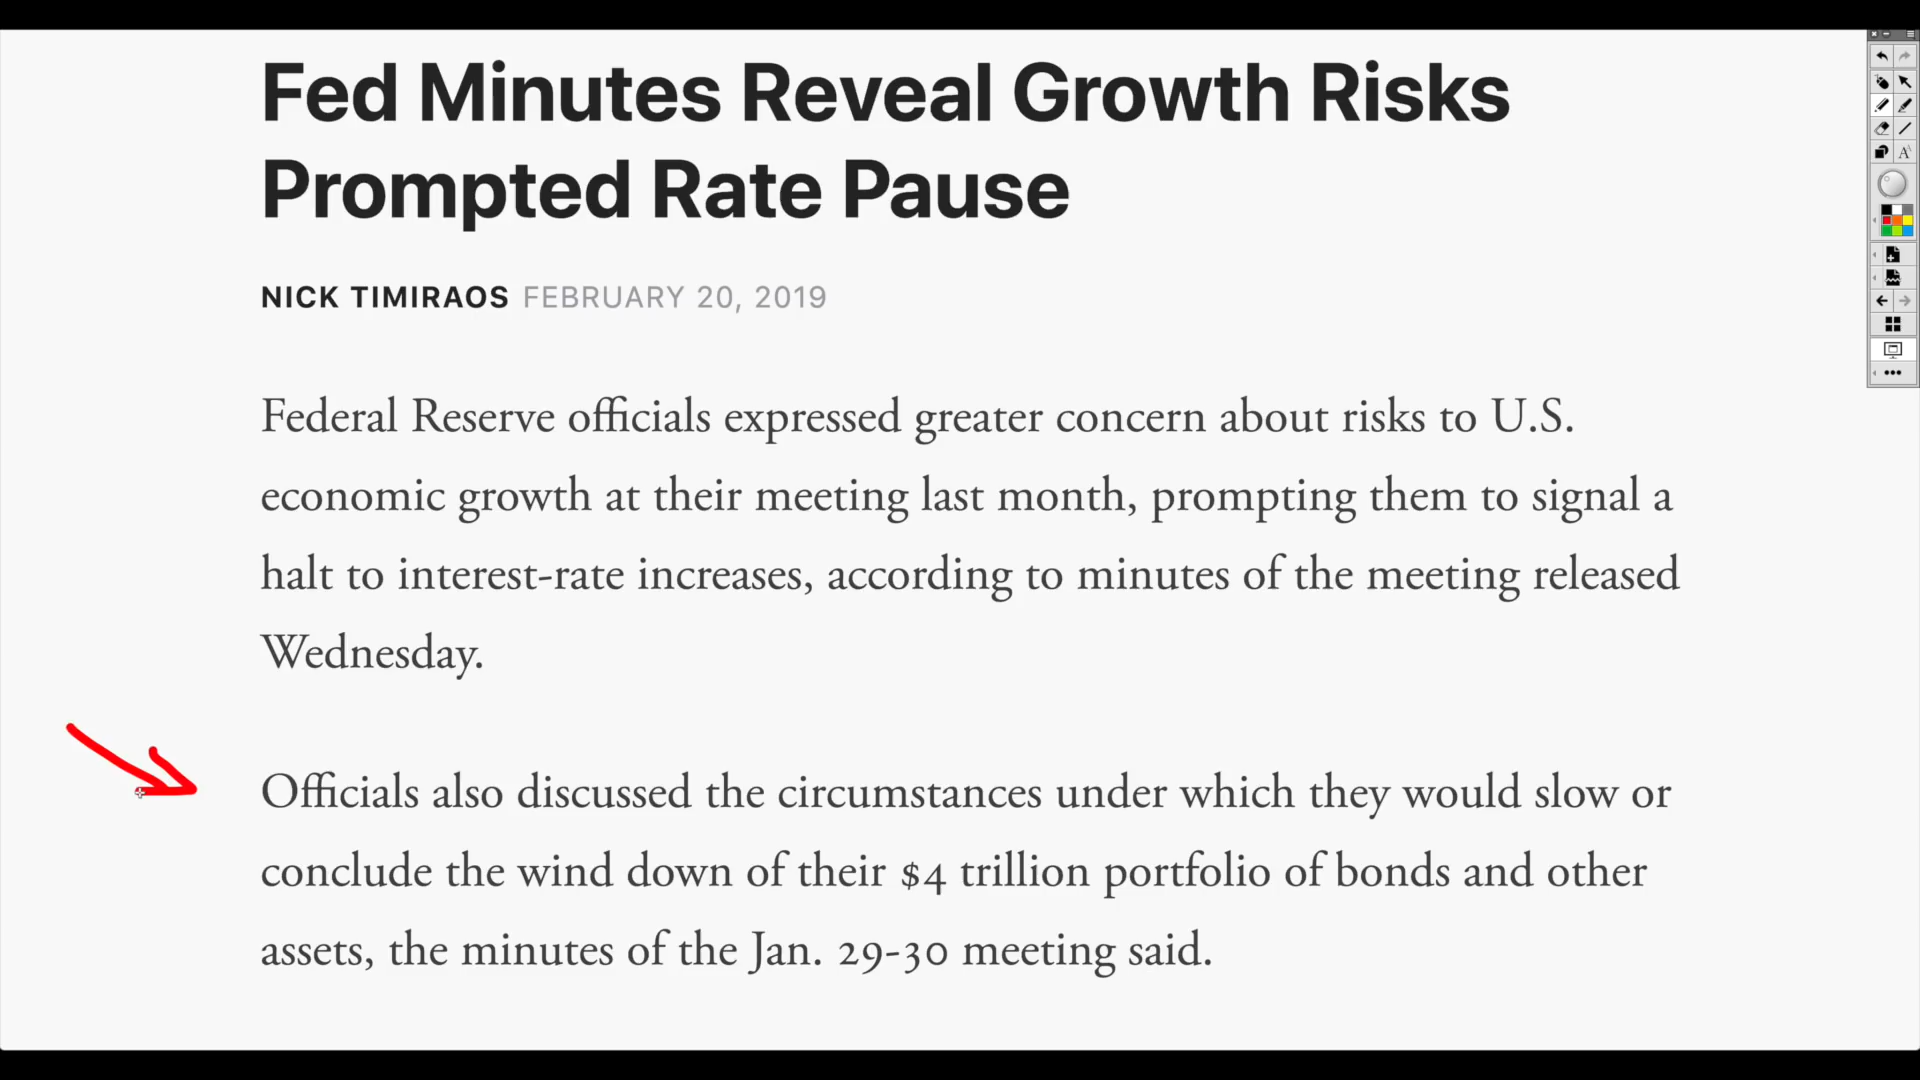 Fed Minutes Reveal Growth Risks
Prompted Rate Pause
NICK TIMIRAOS FEBRUARY 20, 2019
Federal Reserve officials expressed greater concern about risks to U.S.
economic growth at their meeting last month, prompting them to signal a
halt to interest-rate increases, according to minutes of the meeting released
Wednesday.
Officials also discussed the circumstances under which they would slow or
conclude the wind down of their $4 trillion portfolio of bonds and other
assets, the minutes of the Jan. 29-30 meeting said.